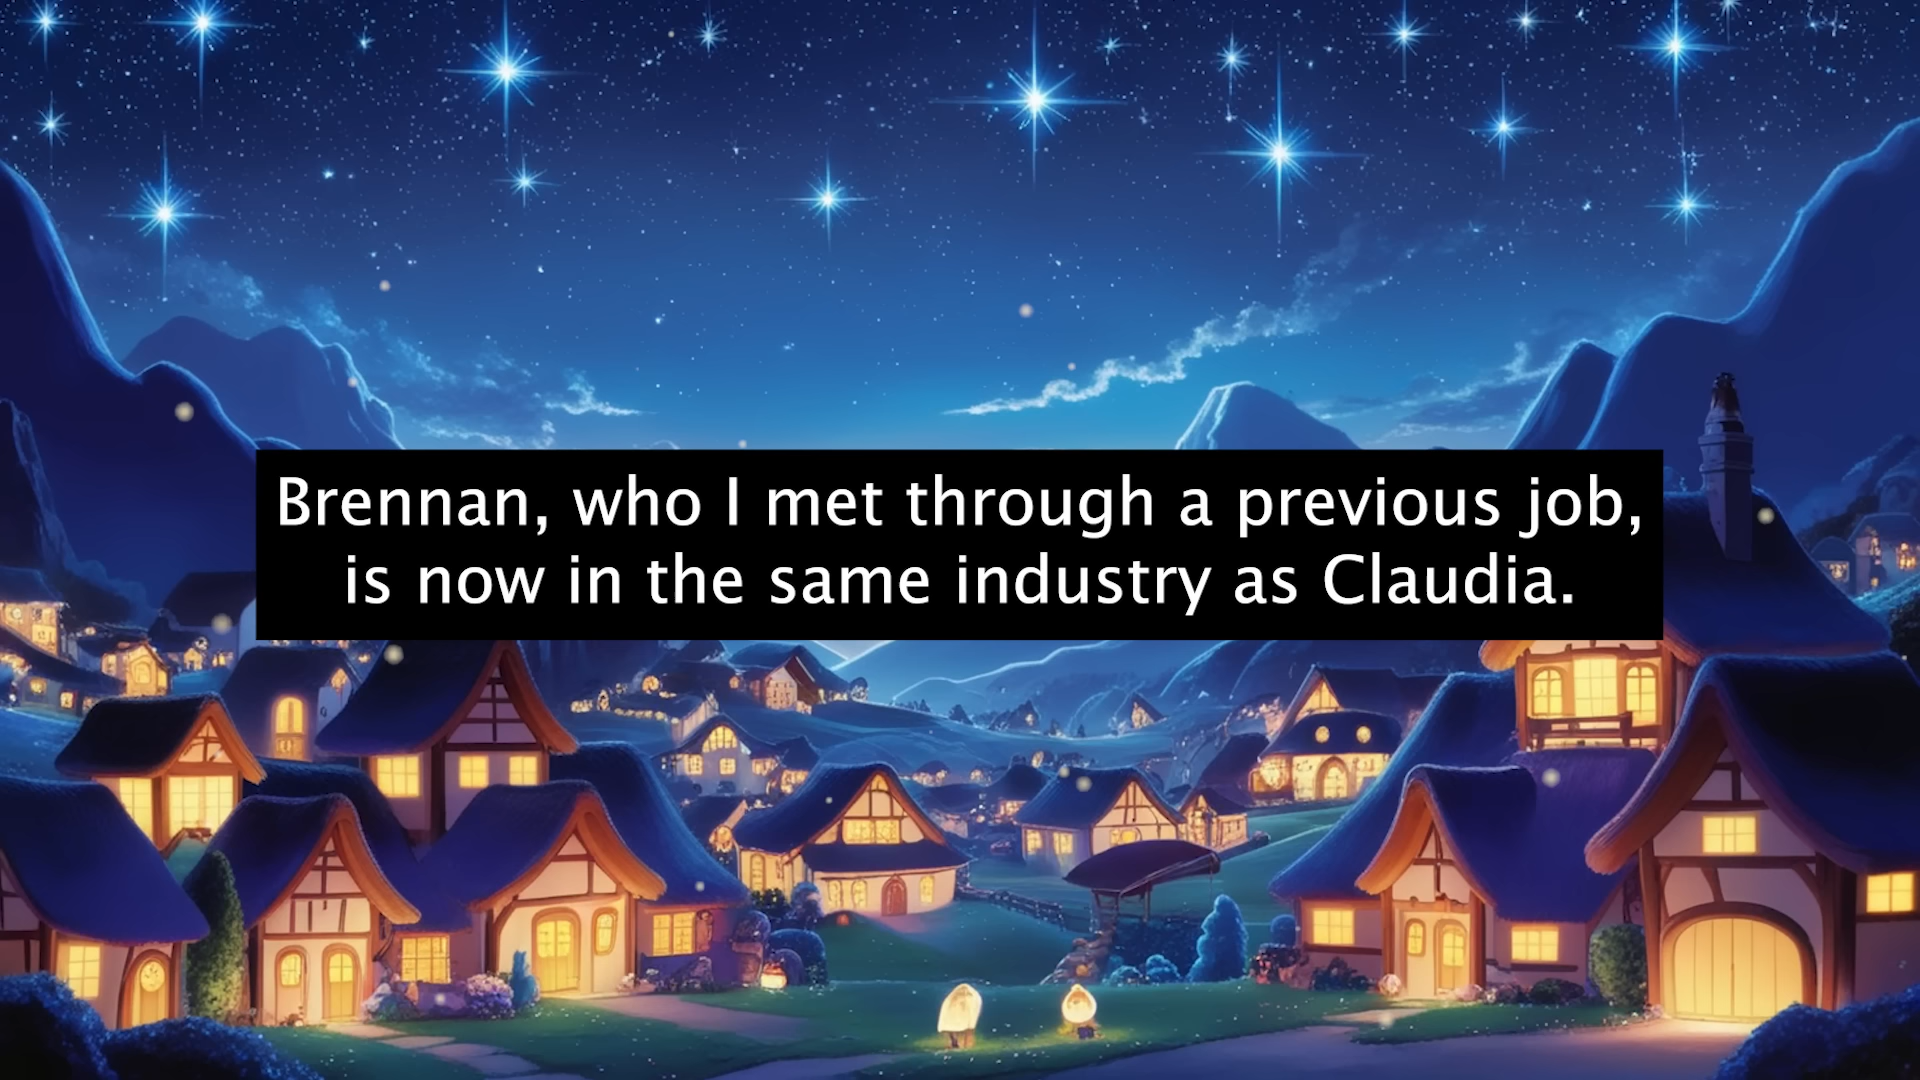 Brennan, who I met through a previous job,
is now in the same industry as Claudia.